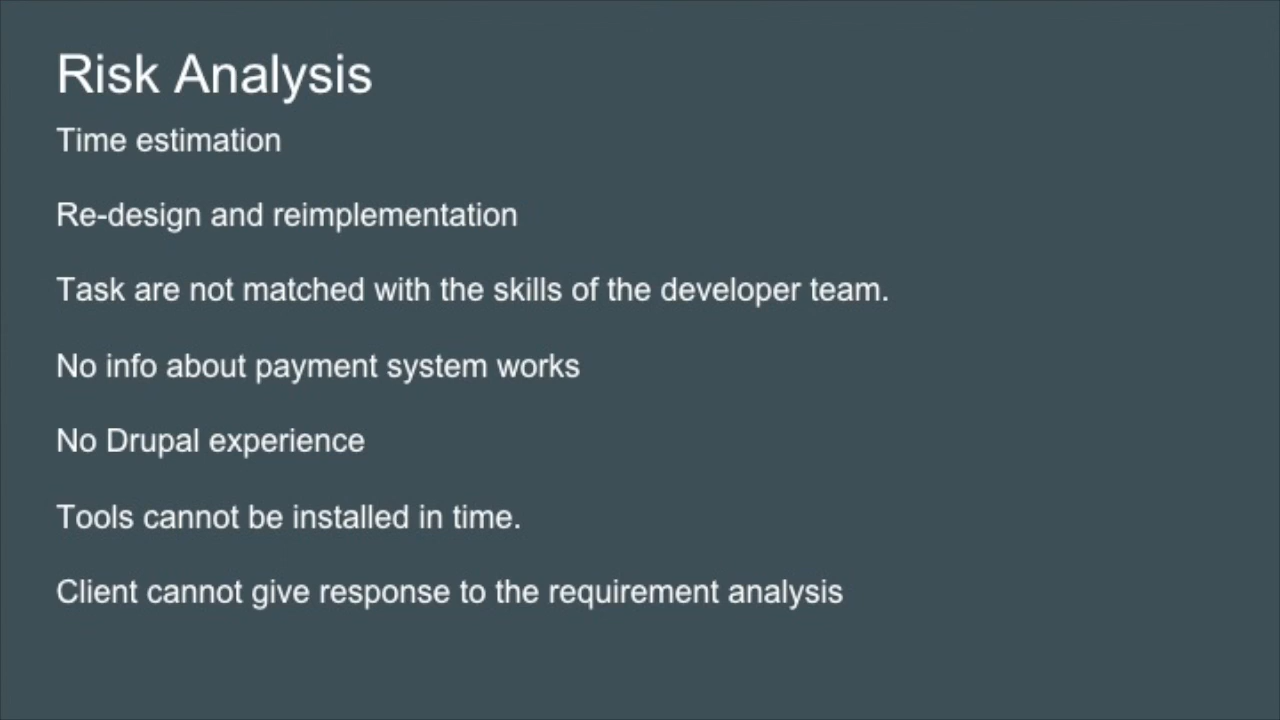 Risk Analysis
Time estimation
Re-design and reimplementation
Task are not matched with the skills of the developer team.
No info about payment system works
No Drupal experience
Tools cannot be installed in time.
Client cannot give response to the requirement analysis